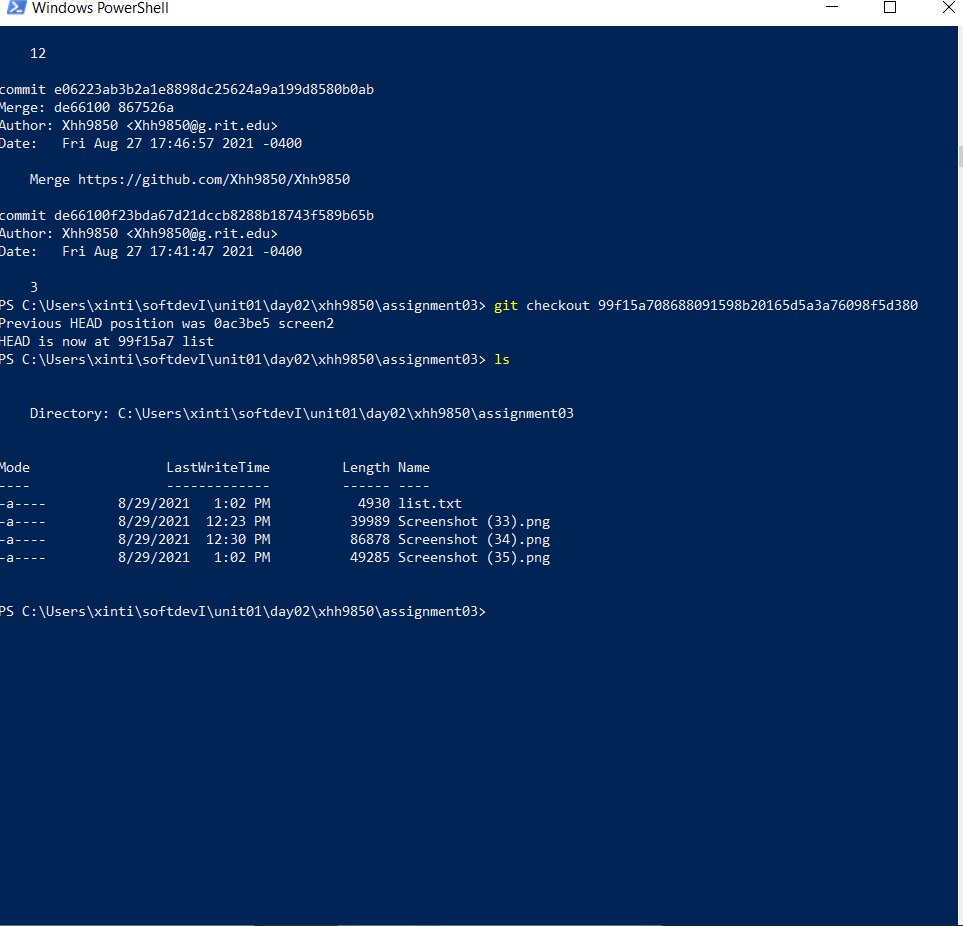 Windows PowerShell
12
commit e06223ab3b2a1e8898dc25624a9a199d8580b0ab
Merge: de66100 867526a
Author: Xhh9850 <Xhh9850@g.rit.edu>
Date:   Fri Aug 27 17:46:57 2021 -0400
Merge https://github.com/Xhh9850/Xhh9850
commit de66100f23bda67d21dccb8288b18743f589b65b
Author: Xhh9850 <Xhh9850@g.rit.edu>
Date:   Fri Aug 27 17:41:47 2021 -0400
3
PS C:\Users\xinti\softdevI\unit01\day02\xhh9850\assignment03> git checkout 99f15a708688091598b20165d5a3a76098f5d380
Previous HEAD position was 0ac3be5 screen2
HEAD is now at 99f15a7 list
PS C:\Users\xinti\softdevI\unit01\day02\xhh9850\assignment03> ls
Directory: C:\Users\xinti\softdevI\unit01\day02\xhh9850\assignment03
Mode                 LastWriteTime         Length Name
----                 -------------         ------ ----
-a----         8/29/2021   1:02 PM           4930 list.txt
-a----         8/29/2021  12:23 PM          39989 Screenshot (33).png
-a----         8/29/2021  12:30 PM          86878 Screenshot (34).png
-a----         8/29/2021   1:02 PM          49285 Screenshot (35).png
PS C:\Users\xinti\softdevI\unit01\day02\xhh9850\assignment03>